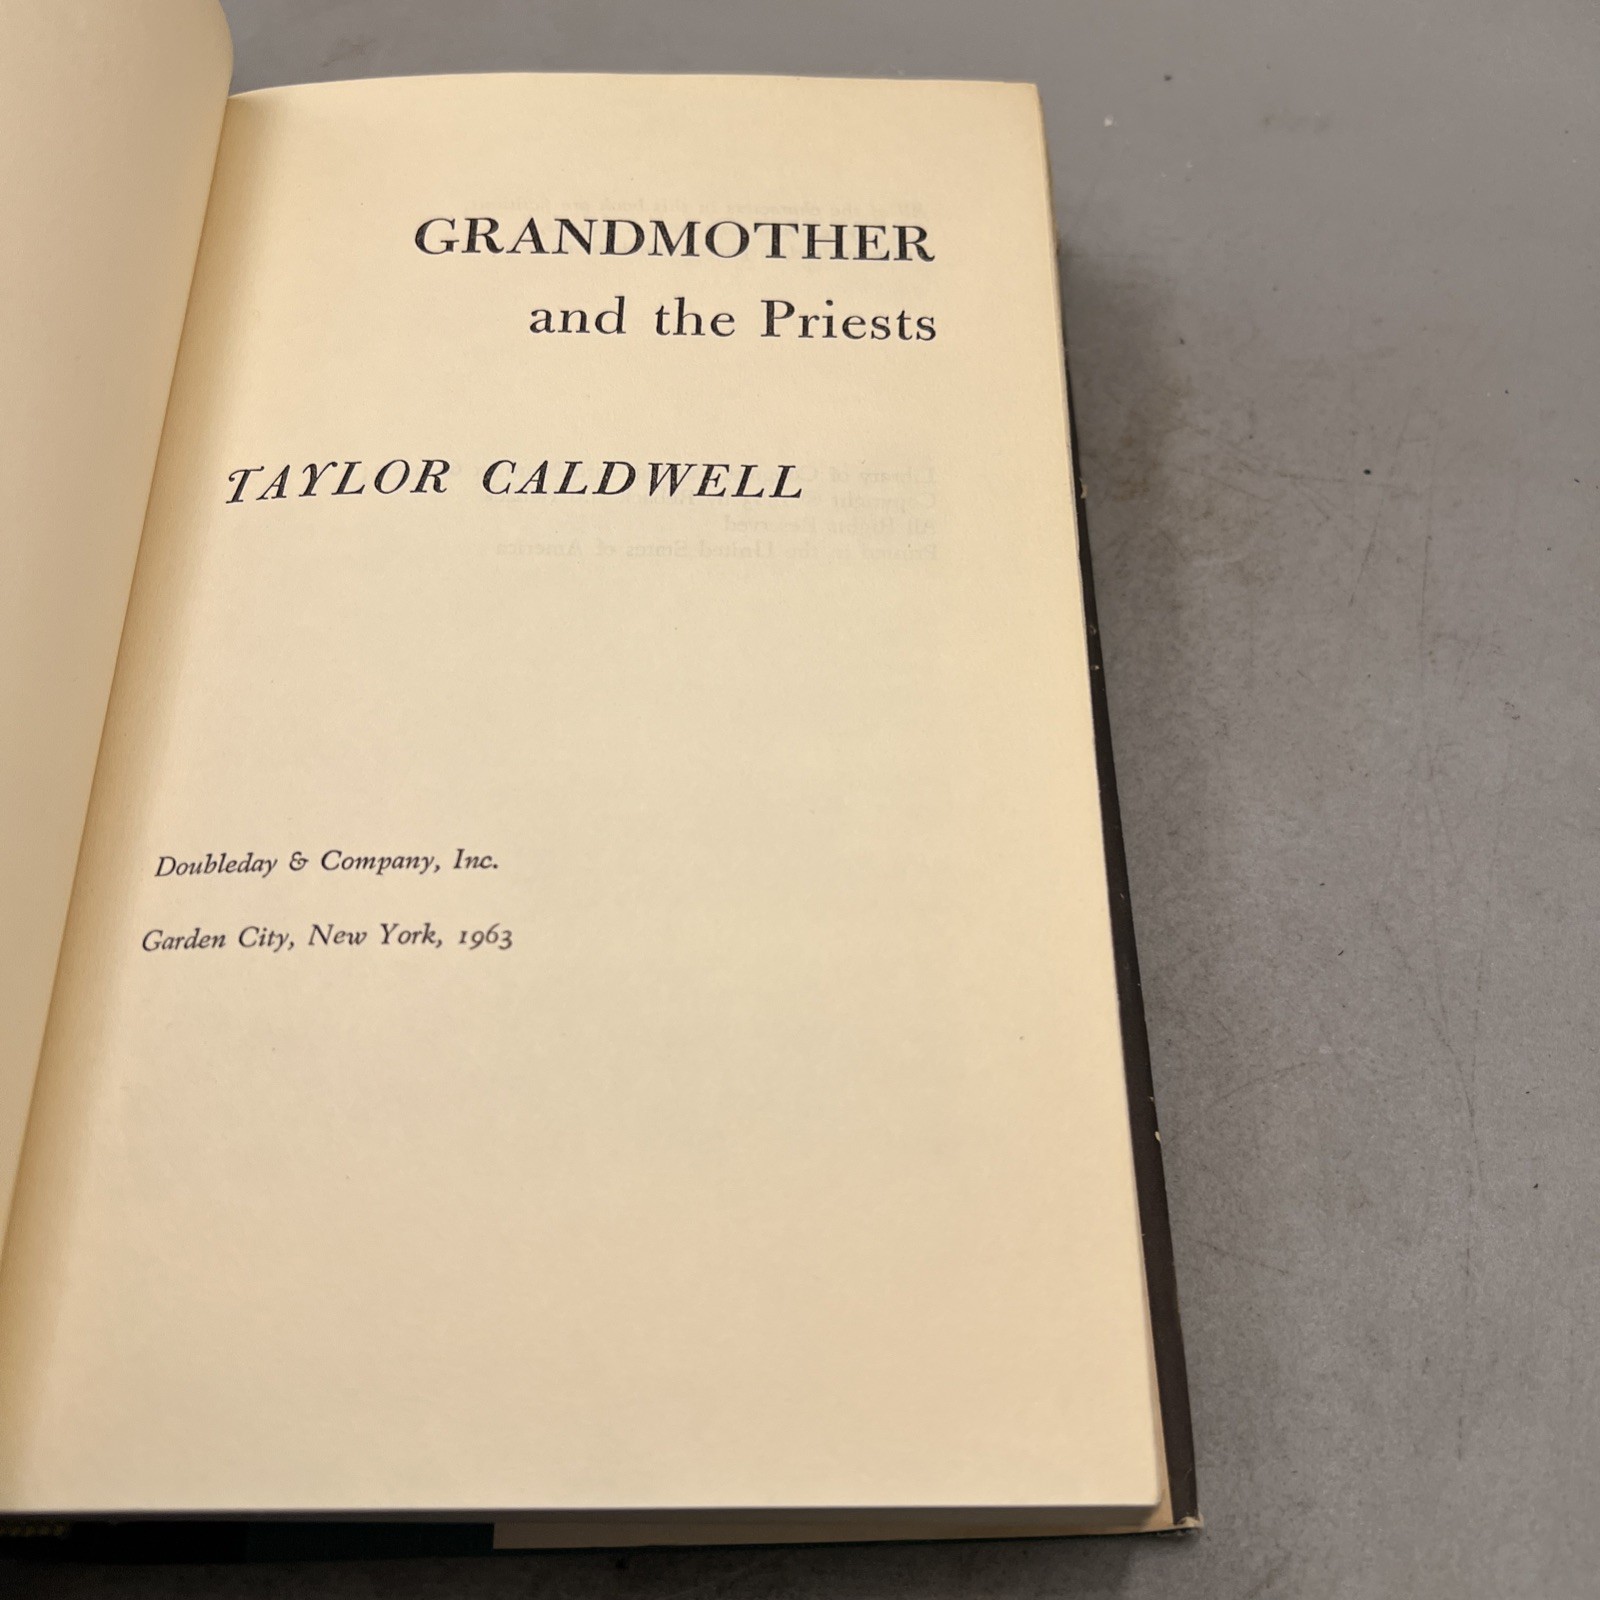 GRANDMOTHER
and the Priests
TAYLOR CALDWELL
Doubleday & Company, Inc.
Garden City, New York, 1963